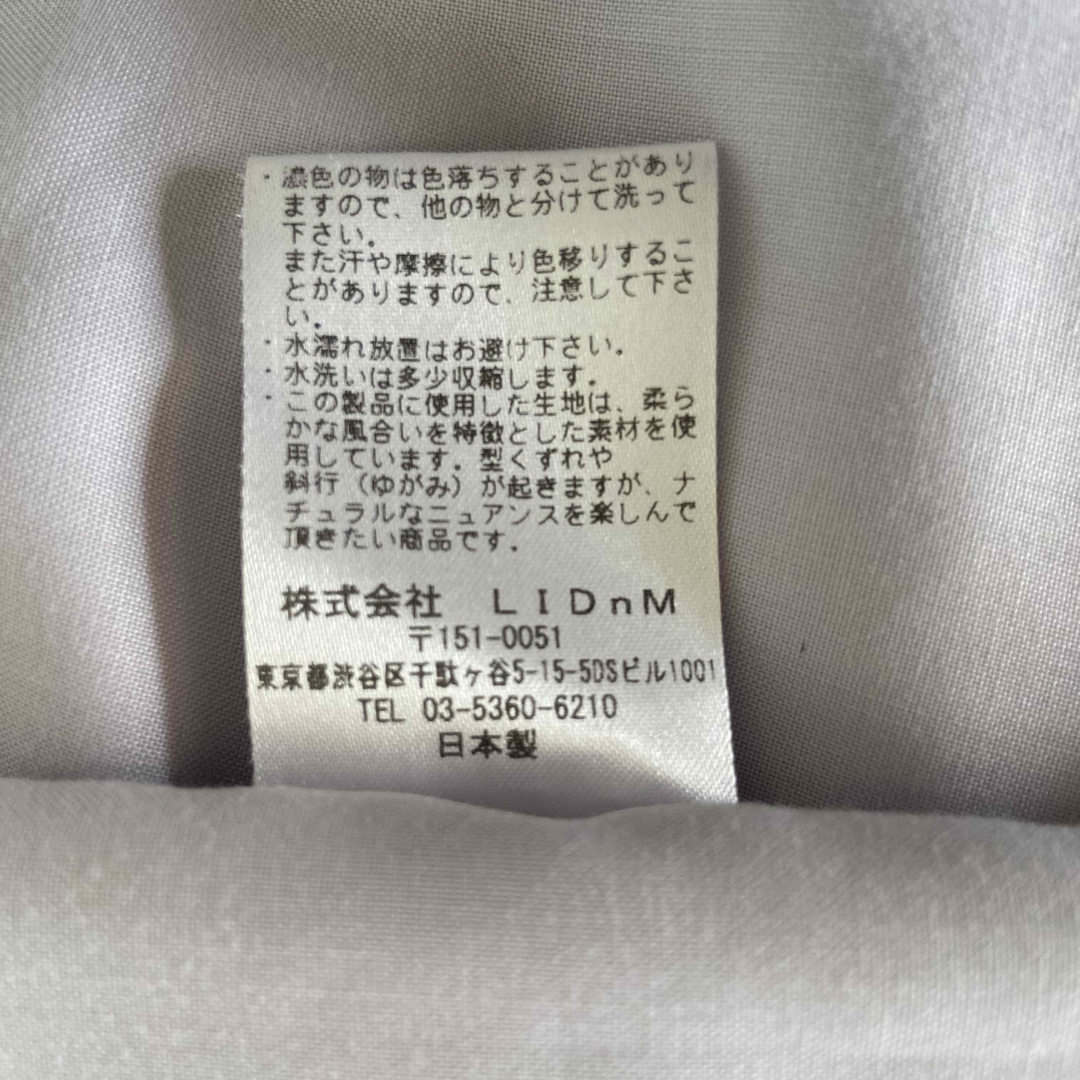 ・濃色の物は色落ちすることがあり
ますので、他の物と分けて洗って
下さい。
また汗や摩擦により色移りするこ
とがありますので、注意して下さ
い。
・水濡れ放置はお避け下さい。
・水洗いは多少収縮します。
・この製品に使用した生地は、柔ら
かな風合いを特徴とした素材を使
用しています。型くずれや
斜行（ゆがみ）が起きますが、ナ
チュラルなニュアンスを楽しんで
頂きたい商品です。
株式会社 LIDnM
〒151-0051
東京都渋谷区千駄ヶ谷5-15-5DSビル1001
TEL 03-5360-6210
日本製